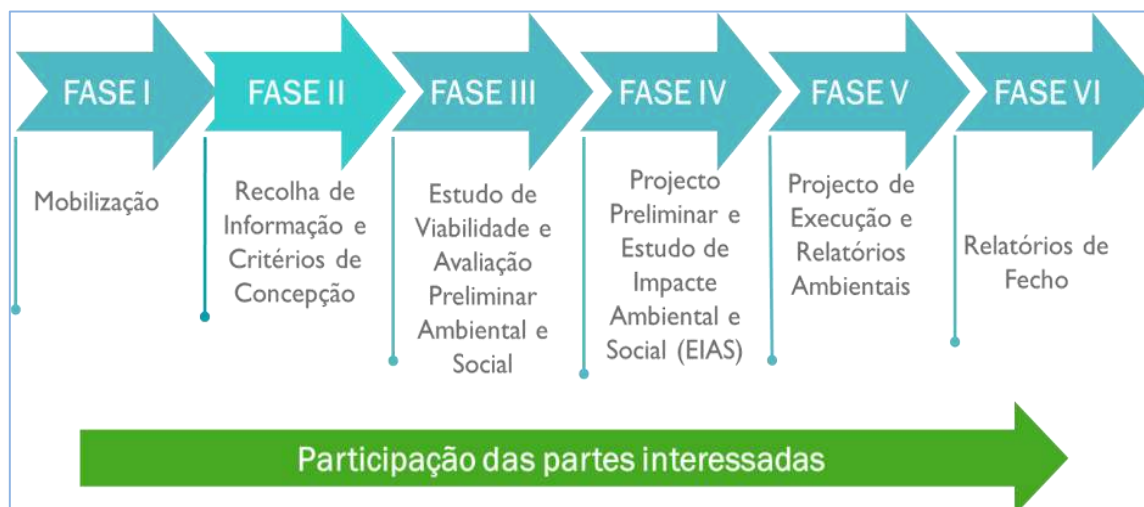 FASE I
FASE II
FASE III
FASE IV
FASE V
FASE VI
Mobilização
Recolha de
Informação e
Critérios de
Concepção
Estudo de
Viabilidade e
Avaliação
Preliminar
Ambiental e
Social
Projecto
Preliminar e
Estudo de
Impacte
Ambiental e
Social (EIAS)
Projecto de
Execução e
Relatórios
Ambientais
Relatórios de
Fecho
Participação das partes interessadas